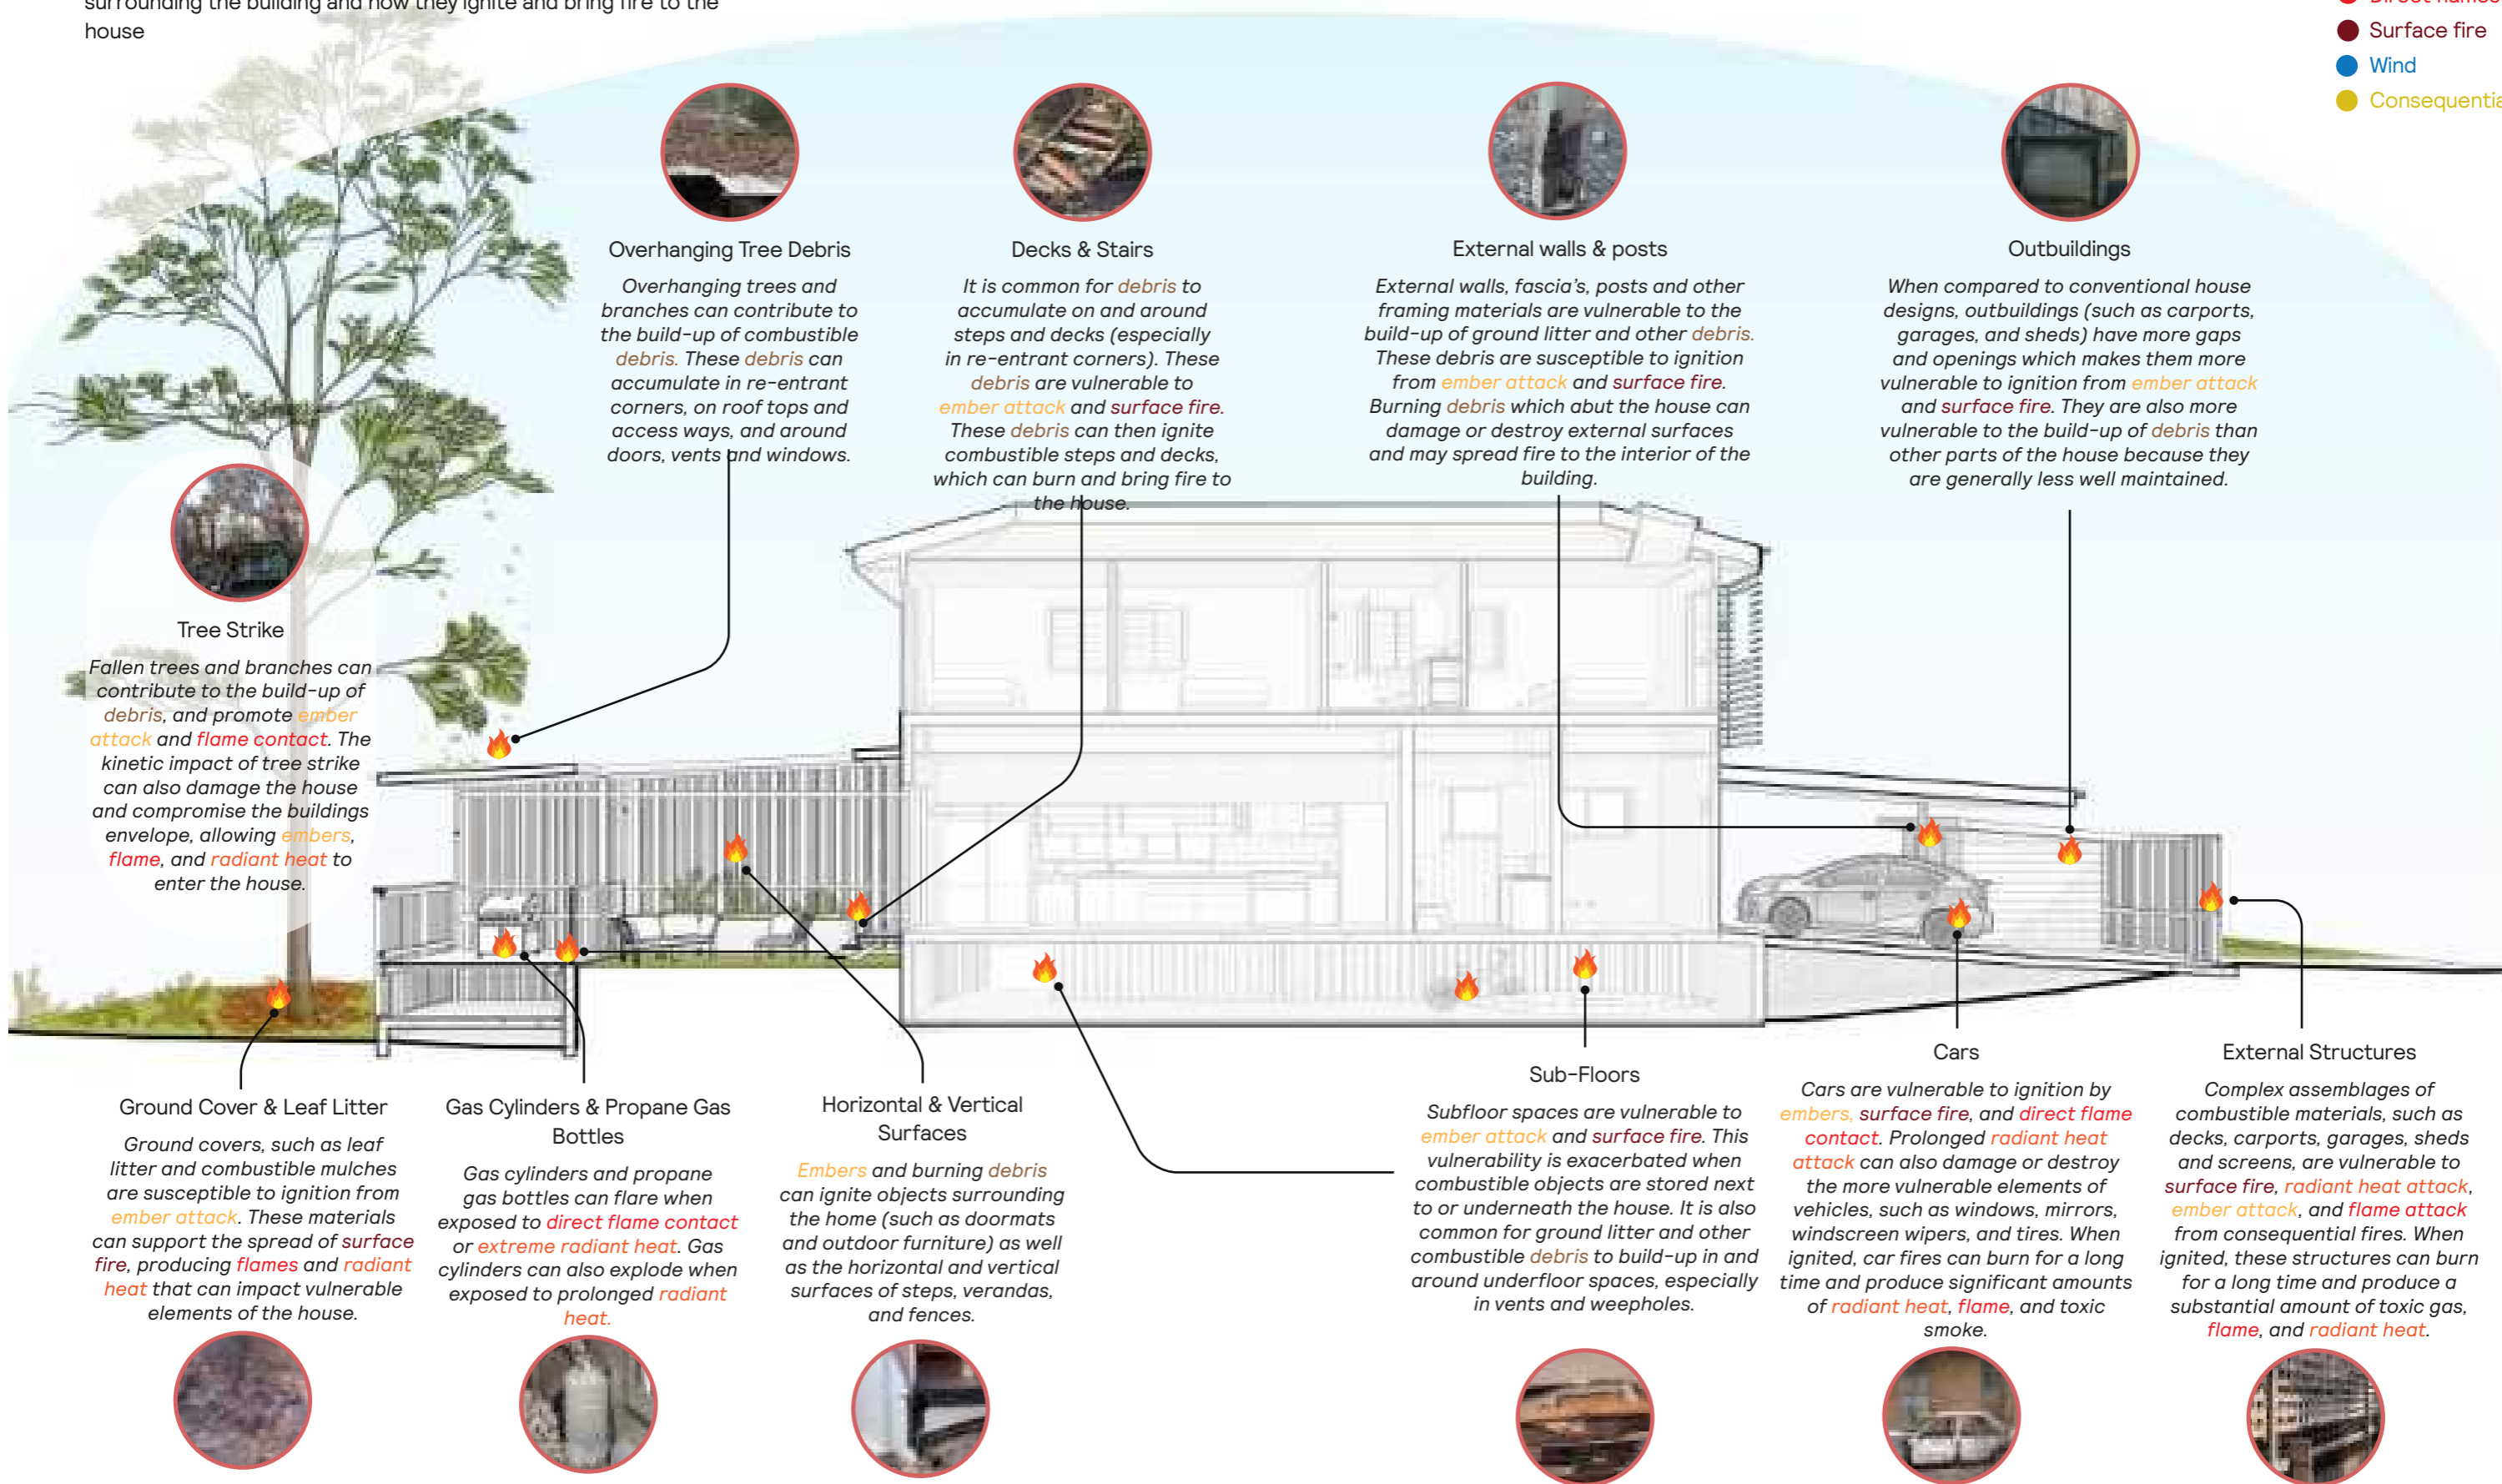 surrounding the building and how they ignite and bring fire to the
house
Surface fire
Wind
Overhanging Tree Debris
Overhanging trees and
branches can contribute to
the build-up of combustible
debris. These debris can
accumulate in re-entrant
corners, on roof tops and
access ways, and around
doors, vents and windows.
Decks & Stairs
It is common for debris to
accumulate on and around
steps and decks (especially
in re-entrant corners). These
debris are vulnerable to
ember attack and surface fire.
These debris can then ignite
combustible steps and decks,
which can burn and bring fire to
the house.
External walls & posts
External walls, fascia's, posts and other
framing materials are vulnerable to the
build-up of ground litter and other debris.
These debris are susceptible to ignition
from ember attack and surface fire.
Burning debris which abut the house can
damage or destroy external surfaces
and may spread fire to the interior of the
building.
Outbuildings
When compared to conventional house
designs, outbuildings (such as carports,
garages, and sheds) have more gaps
and openings which makes them more
vulnerable to ignition from ember attack
and surface fire. They are also more
vulnerable to the build-up of debris than
other parts of the house because they
are generally less well maintained.
Tree Strike
Fallen trees and branches can
contribute to the build-up of
debris, and promote ember
attack and flame contact. The
kinetic impact of tree strike
can also damage the house
and compromise the buildings
envelope, allowing embers,
flame, and radiant heat to
enter the house.
Ground Cover & Leaf Litter
Ground covers, such as leaf
litter and combustible mulches
are susceptible to ignition from
ember attack. These materials
can support the spread of surface
fire, producing flames and radiant
heat that can impact vulnerable
elements of the house.
Gas Cylinders & Propane Gas
Bottles
Gas cylinders and propane
gas bottles can flare when
exposed to direct flame contact
or extreme radiant heat. Gas
cylinders can also explode when
exposed to prolonged radiant
heat.
Horizontal & Vertical
Surfaces
Embers and burning debris
can ignite objects surrounding
the home (such as doormats
and outdoor furniture) as well
as the horizontal and vertical
surfaces of steps, verandas,
and fences.
Sub-Floors
Subfloor spaces are vulnerable to
ember attack and surface fire. This
vulnerability is exacerbated when
combustible objects are stored next
to or underneath the house. It is also
common for ground litter and other
combustible debris to build-up in and
around underfloor spaces, especially
in vents and weepholes.
Cars
Cars are vulnerable to ignition by
embers, surface fire, and direct flame
contact. Prolonged radiant heat
attack can also damage or destroy
the more vulnerable elements of
vehicles, such as windows, mirrors,
windscreen wipers, and tires. When
ignited, car fires can burn for a long
time and produce significant amounts
of radiant heat, flame, and toxic
smoke.
External Structures
Complex assemblages of
combustible materials, such as
decks, carports, garages, sheds
and screens, are vulnerable to
surface fire, radiant heat attack,
ember attack, and flame attack
from consequential fires. When
ignited, these structures can burn
for a long time and produce a
substantial amount of toxic gas,
flame, and radiant heat.